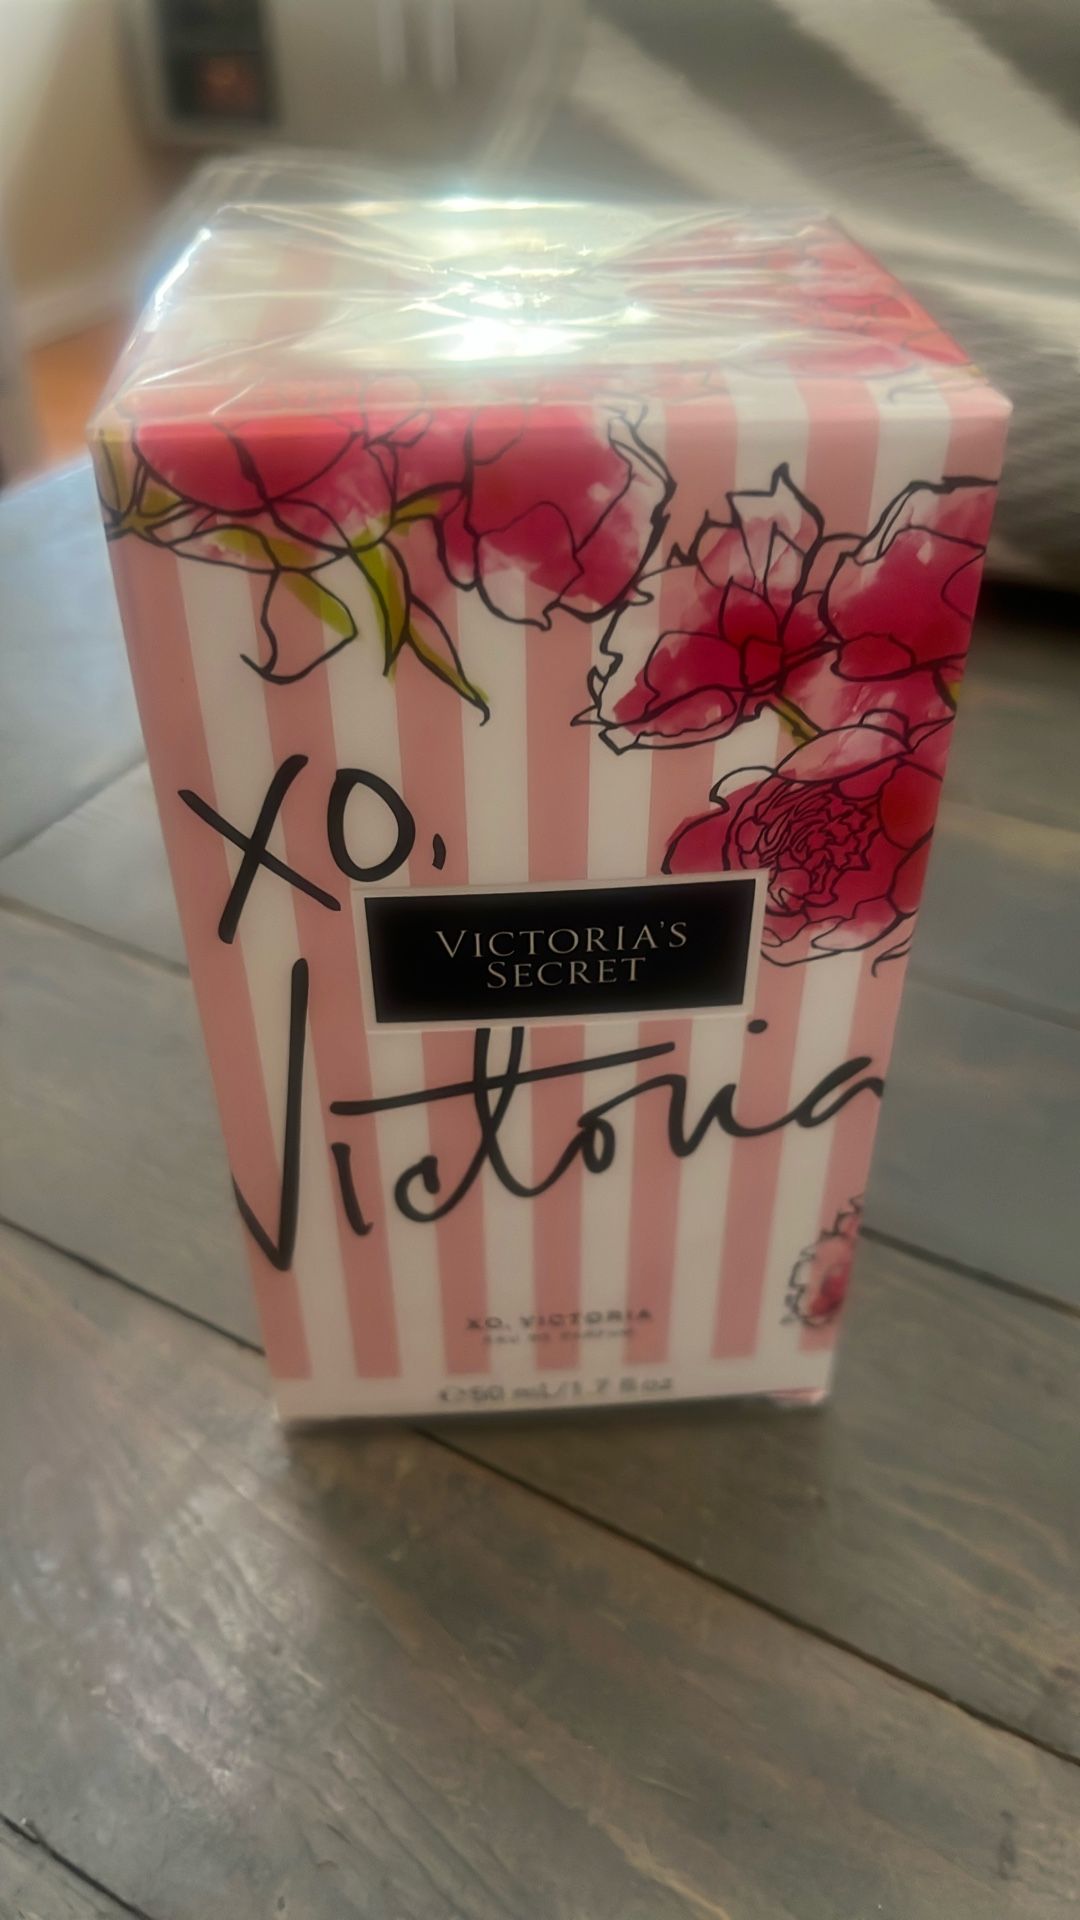 XO,
VICTORIA'S
SECRET
Victoria
XO, VICTORIA
EAU DE PARFUM
℮50 mL/1.7 fl oz